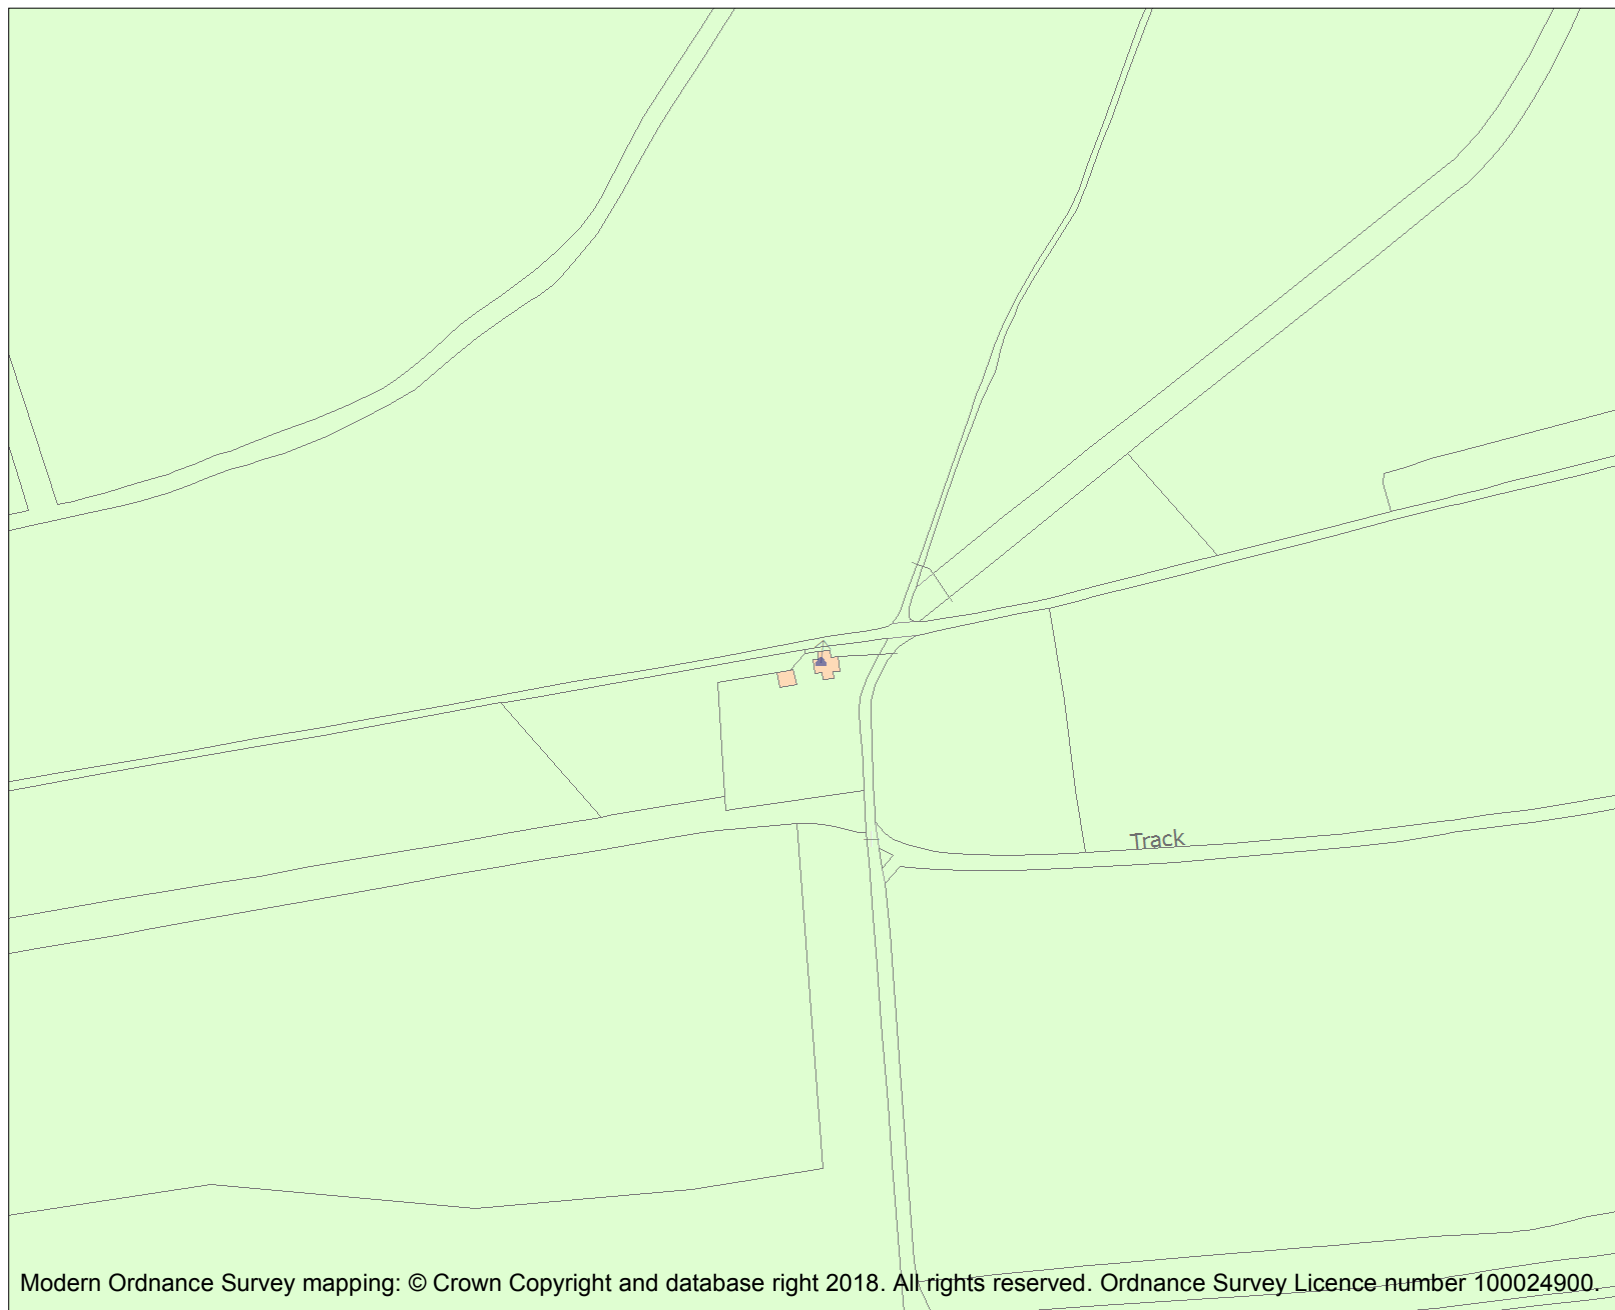 Track
Modern Ordnance Survey mapping: © Crown Copyright and database right 2018. All rights reserved. Ordnance Survey Licence number 100024900.